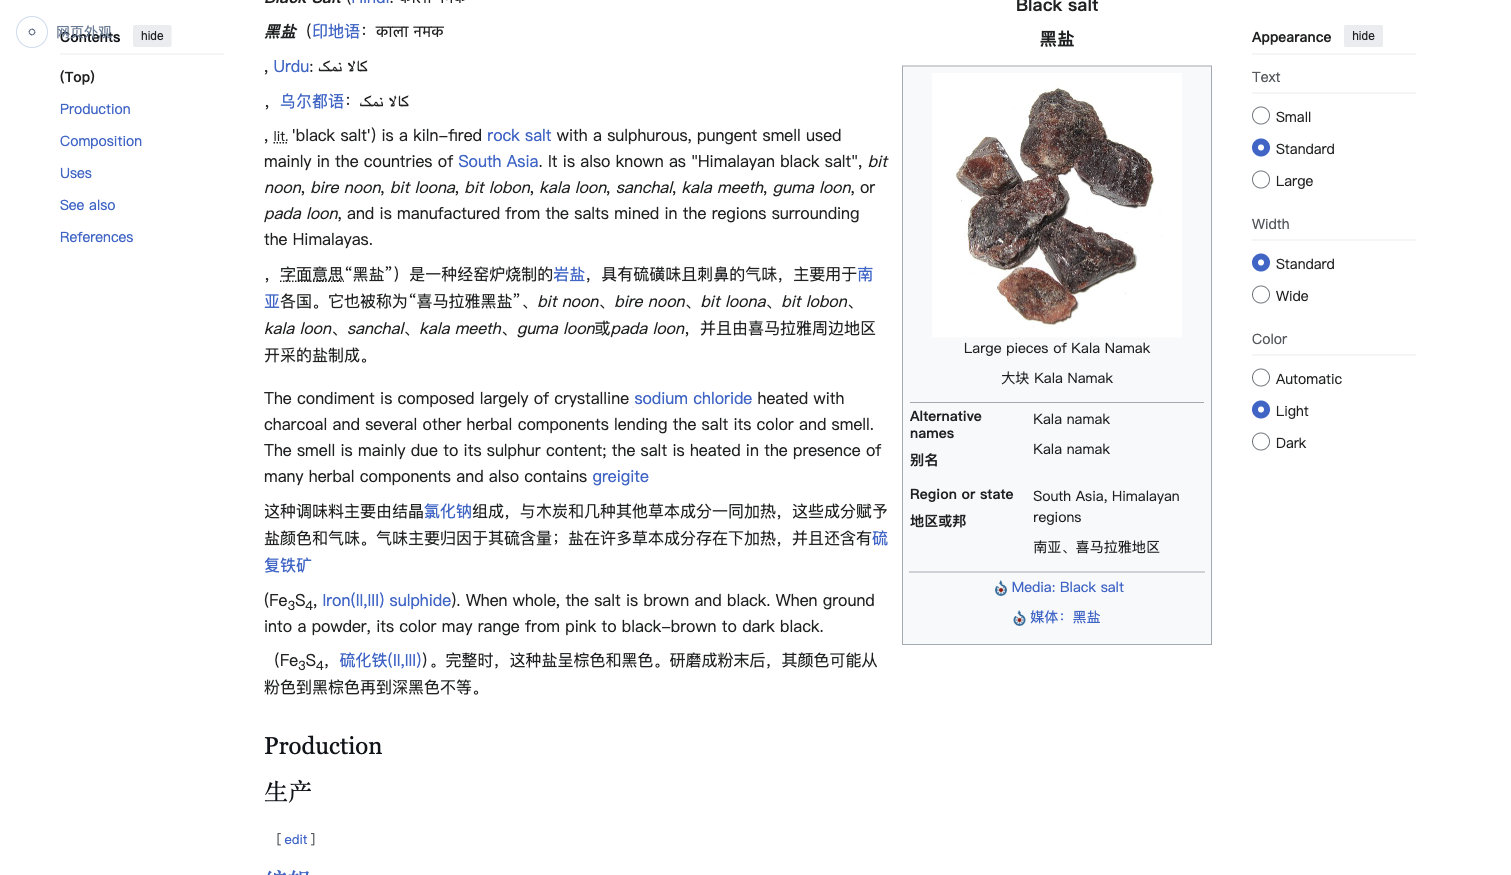 网页外观
Contents hide
(Top)
Production
Composition
Uses
See also
References
Black Salt (Hindi: काला नमक
黑盐（印地语：काला नमक
, Urdu: کالا نمک
，乌尔都语：کالا نمک
, lit. 'black salt') is a kiln-fired rock salt with a sulphurous, pungent smell used
mainly in the countries of South Asia. It is also known as "Himalayan black salt", bit
noon, bire noon, bit loona, bit lobon, kala loon, sanchal, kala meeth, guma loon, or
pada loon, and is manufactured from the salts mined in the regions surrounding
the Himalayas.
，字面意思“黑盐”）是一种经窑炉烧制的岩盐，具有硫磺味且刺鼻的气味，主要用于南
亚各国。它也被称为“喜马拉雅黑盐”、bit noon、bire noon、bit loona、bit lobon、
kala loon、sanchal、kala meeth、guma loon或pada loon，并且由喜马拉雅周边地区
开采的盐制成。
The condiment is composed largely of crystalline sodium chloride heated with
charcoal and several other herbal components lending the salt its color and smell.
The smell is mainly due to its sulphur content; the salt is heated in the presence of
many herbal components and also contains greigite
这种调味料主要由结晶氯化钠组成，与木炭和几种其他草本成分一同加热，这些成分赋予
盐颜色和气味。气味主要归因于其硫含量；盐在许多草本成分存在下加热，并且还含有硫
复铁矿
(Fe3S4, Iron(II,III) sulphide). When whole, the salt is brown and black. When ground
into a powder, its color may range from pink to black-brown to dark black.
（Fe3S4，硫化铁(II,III)）。完整时，这种盐呈棕色和黑色。研磨成粉末后，其颜色可能从
粉色到黑棕色再到深黑色不等。
Production
生产
[ edit ]
编辑
Black salt
黑盐
Large pieces of Kala Namak
大块 Kala Namak
Alternative names
别名
Kala namak
Kala namak
Region or state
地区或邦
South Asia, Himalayan
regions
南亚、喜马拉雅地区
Media: Black salt
媒体：黑盐
Appearance hide
Text
Small
Standard
Large
Width
Standard
Wide
Color
Automatic
Light
Dark